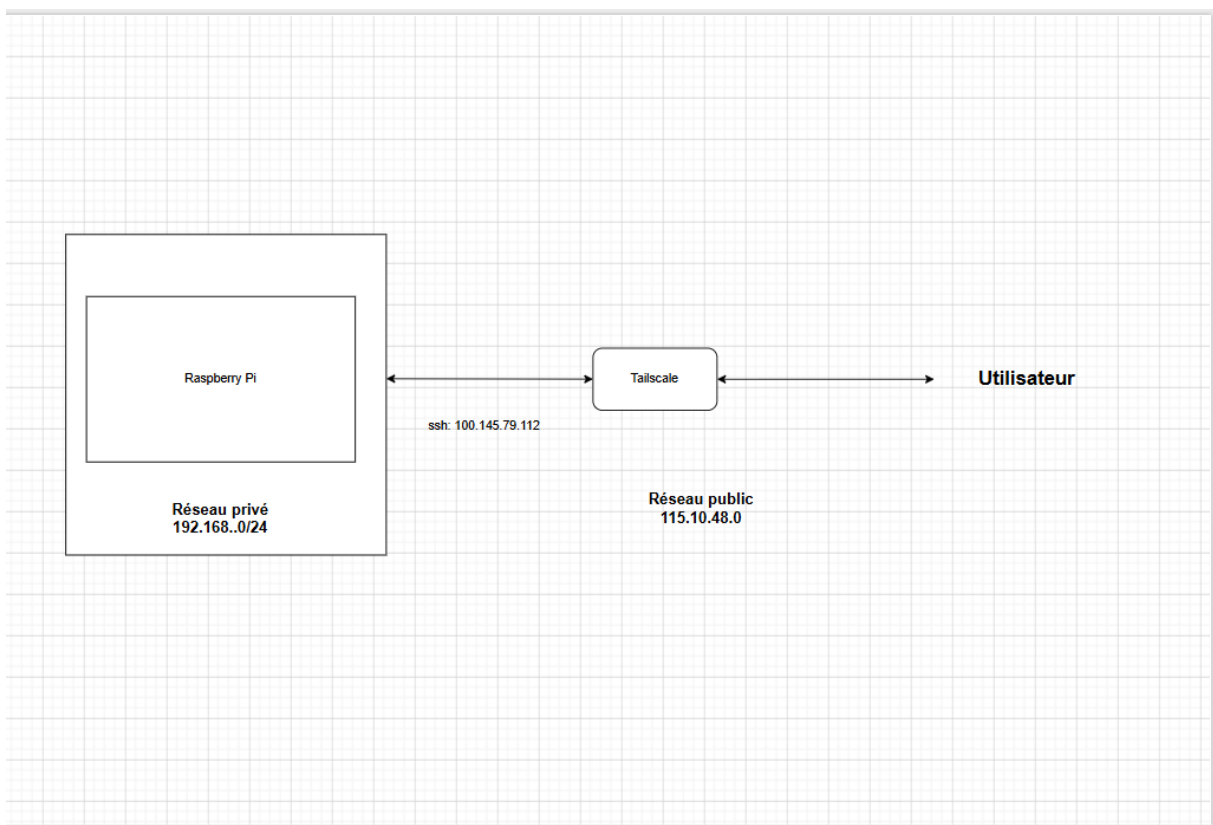 Raspberry Pi
Tailscale
Utilisateur
ssh: 100.145.79.112
Réseau privé
192.168..0/24
Réseau public
115.10.48.0